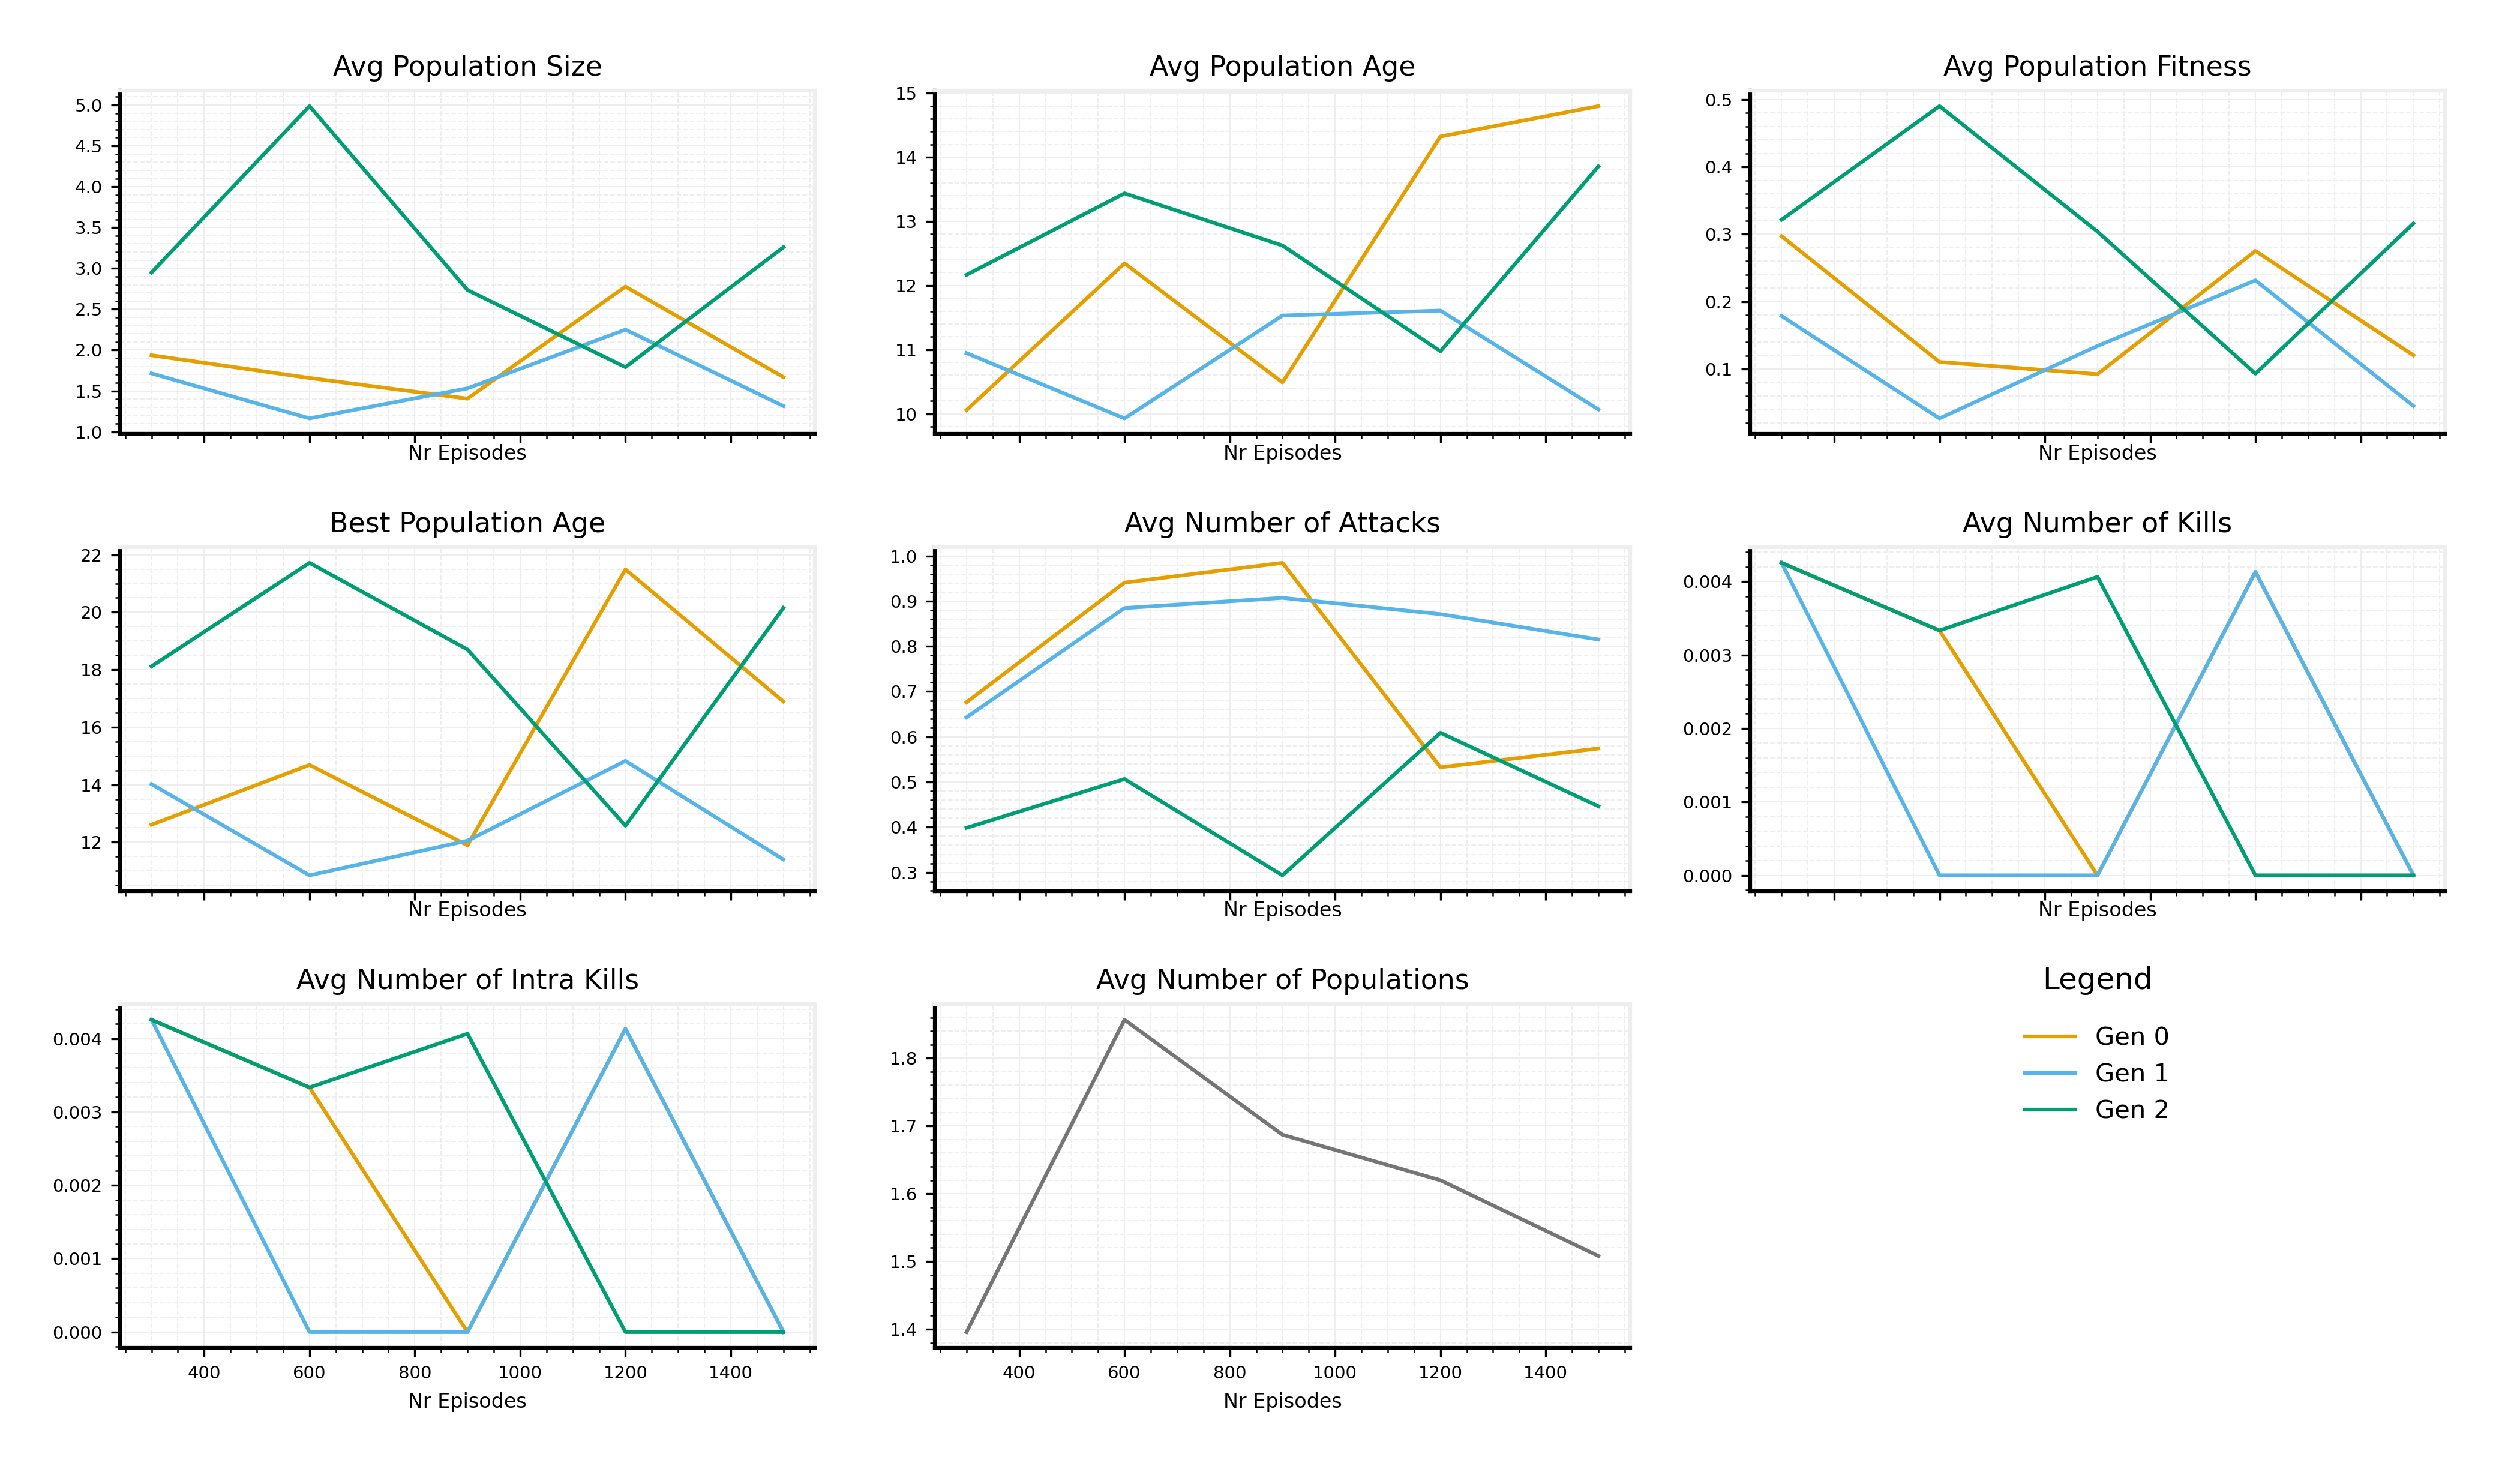 Avg Population Size
5.0
4.5
4.0
3.5
3.0
2.5
2.0
1.5
1.0
Nr Episodes
Avg Population Age
15
14
13
12
11
10
Nr Episodes
Avg Population Fitness
0.5
0.4
0.3
0.2
0.1
Nr Episodes
Best Population Age
22
20
18
16
14
12
Nr Episodes
Avg Number of Attacks
1.0
0.9
0.8
0.7
0.6
0.5
0.4
0.3
Nr Episodes
Avg Number of Kills
0.004
0.003
0.002
0.001
0.000
Nr Episodes
Avg Number of Intra Kills
0.004
0.003
0.002
0.001
0.000
400 600 800 1000 1200 1400
Nr Episodes
Avg Number of Populations
1.8
1.7
1.6
1.5
1.4
400 600 800 1000 1200 1400
Nr Episodes
Legend
Gen 0
Gen 1
Gen 2